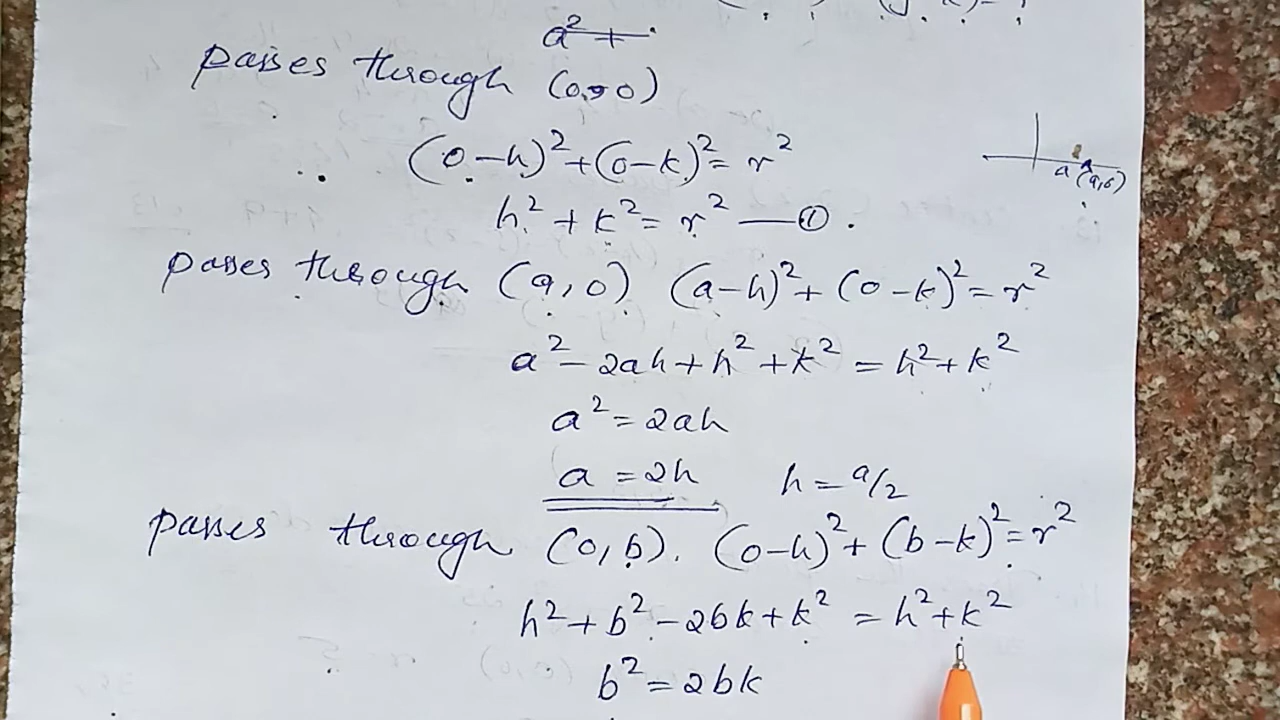 a² +
passes through (0,0)
(0-h)²+(0-k)²= r²
h² + k² = r² — ①.
a (a,b)
passes through (a,0) (a-h)²+(0-k)²=r²
a²-2ah+h²+k² = h²+k²
a² = 2ah
a = 2h h = a/2
passes through (0,b). (0-h)²+(b-k)²=r²
h²+b²-2bk+k² = h²+k²
b² = 2bk